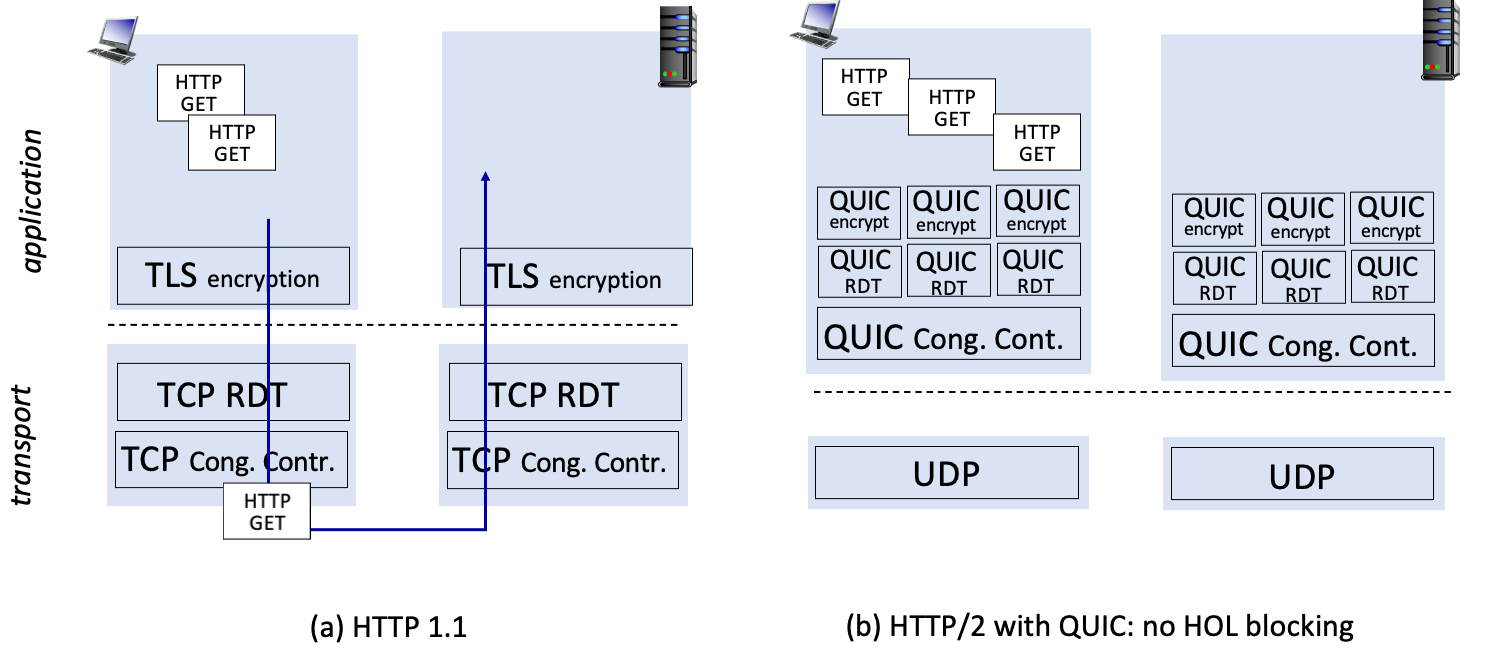 application
transport
HTTP
GET
HTTP
GET
TLS encryption
TLS encryption
TCP RDT
TCP RDT
TCP Cong. Contr.
TCP Cong. Contr.
HTTP
GET
(a) HTTP 1.1
HTTP
GET
HTTP
GET
HTTP
GET
QUIC
encrypt
QUIC
encrypt
QUIC
encrypt
QUIC
RDT
QUIC
RDT
QUIC
RDT
QUIC Cong. Cont.
QUIC
encrypt
QUIC
encrypt
QUIC
encrypt
QUIC
RDT
QUIC
RDT
QUIC
RDT
QUIC Cong. Cont.
UDP
UDP
(b) HTTP/2 with QUIC: no HOL blocking